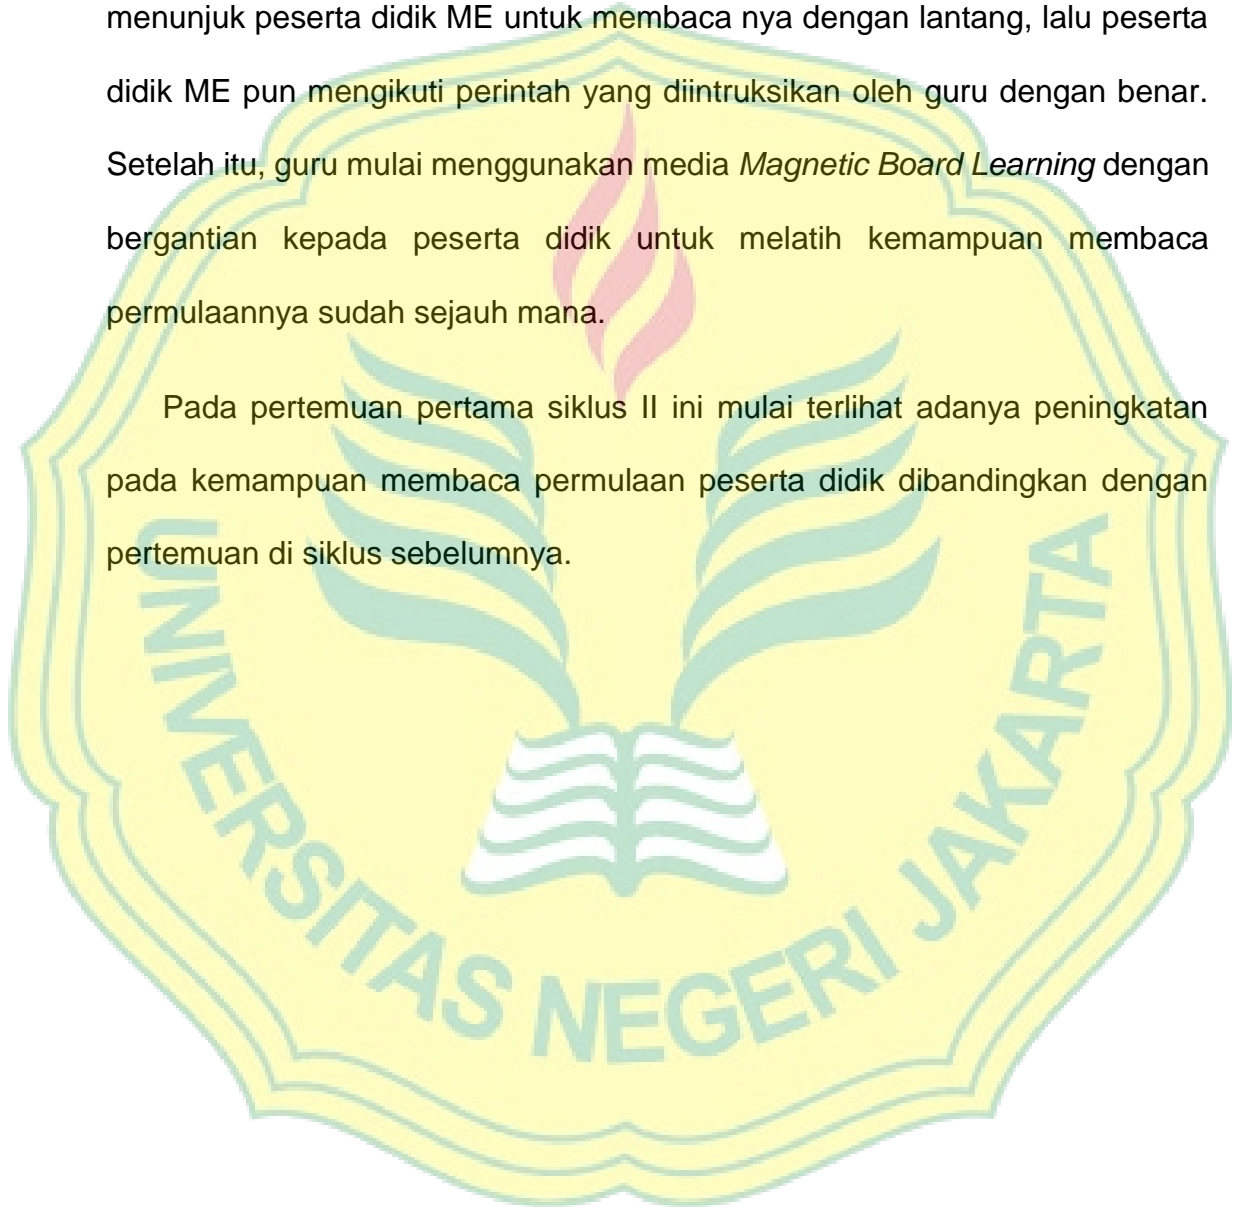 menunjuk peserta didik ME untuk membaca nya dengan lantang, lalu peserta
didik ME pun mengikuti perintah yang diintruksikan oleh guru dengan benar.
Setelah itu, guru mulai menggunakan media Magnetic Board Learning dengan
bergantian kepada peserta didik untuk melatih kemampuan membaca
permulaannya sudah sejauh mana.
Pada pertemuan pertama siklus II ini mulai terlihat adanya peningkatan
pada kemampuan membaca permulaan peserta didik dibandingkan dengan
pertemuan di siklus sebelumnya.
UNIVERSITAS NEGERI JAKARTA